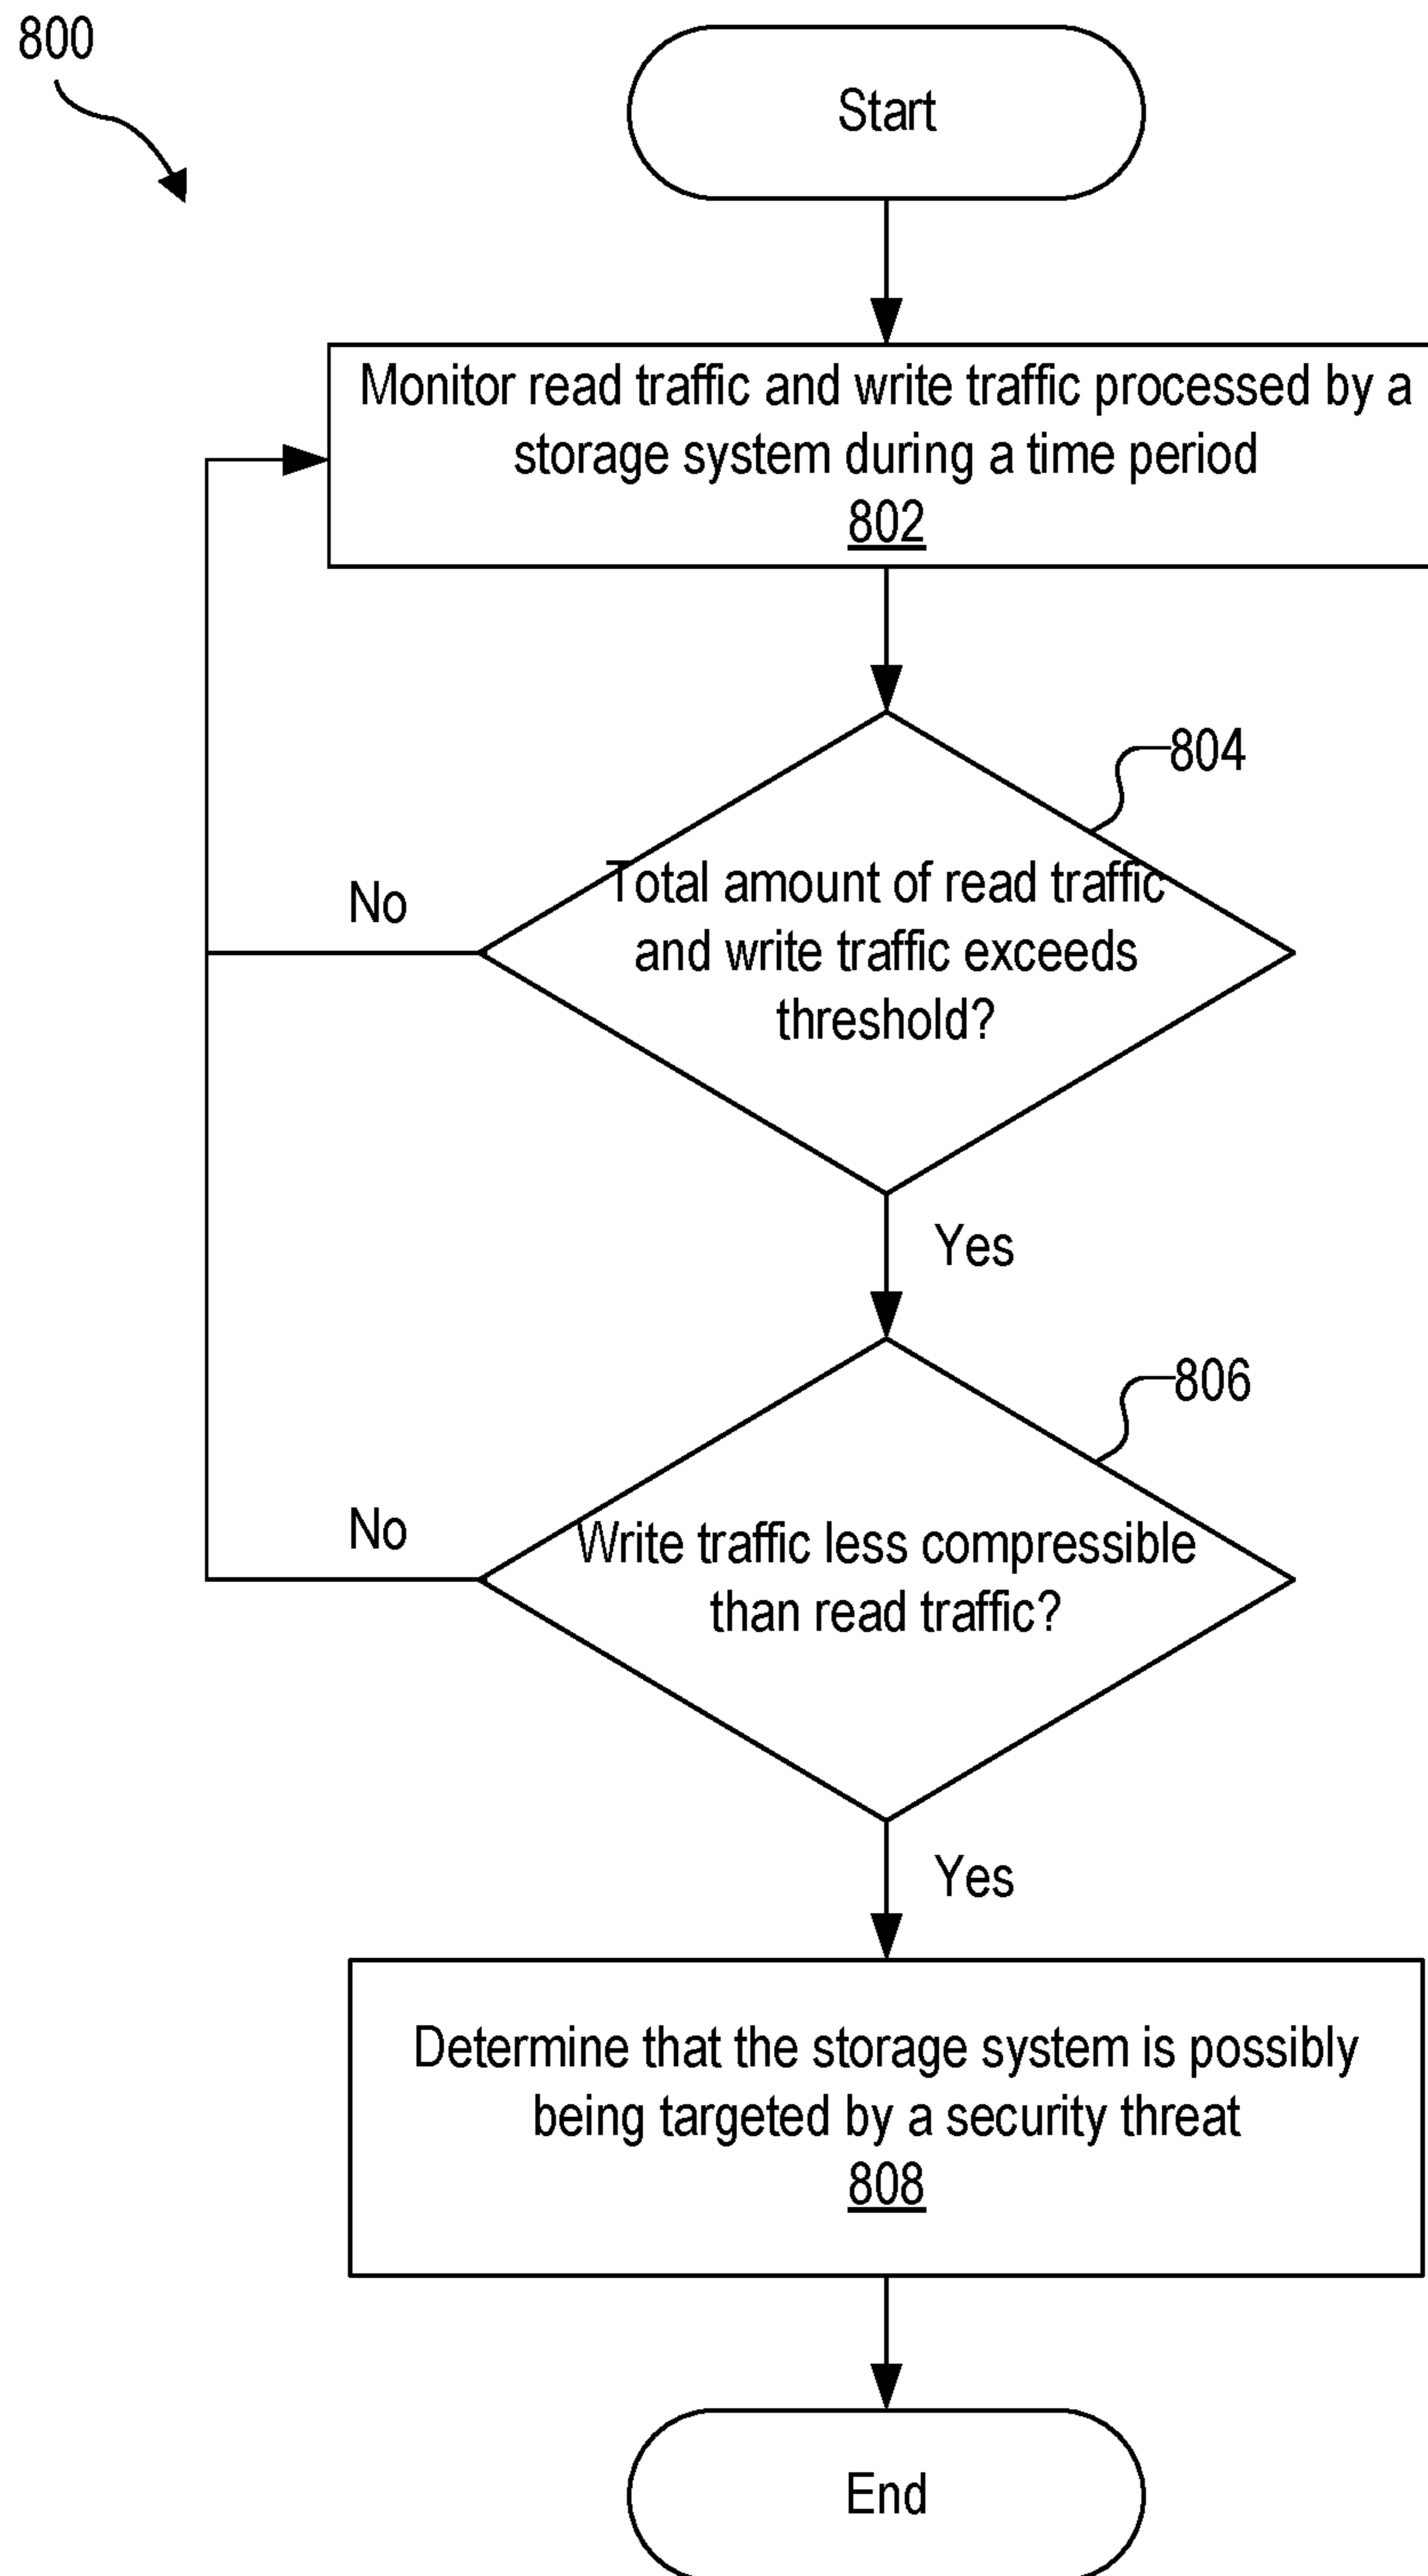 800
Start
Monitor read traffic and write traffic processed by a
storage system during a time period
802
804
Total amount of read traffic
and write traffic exceeds
threshold?
No
Yes
806
Write traffic less compressible
than read traffic?
No
Yes
Determine that the storage system is possibly
being targeted by a security threat
808
End